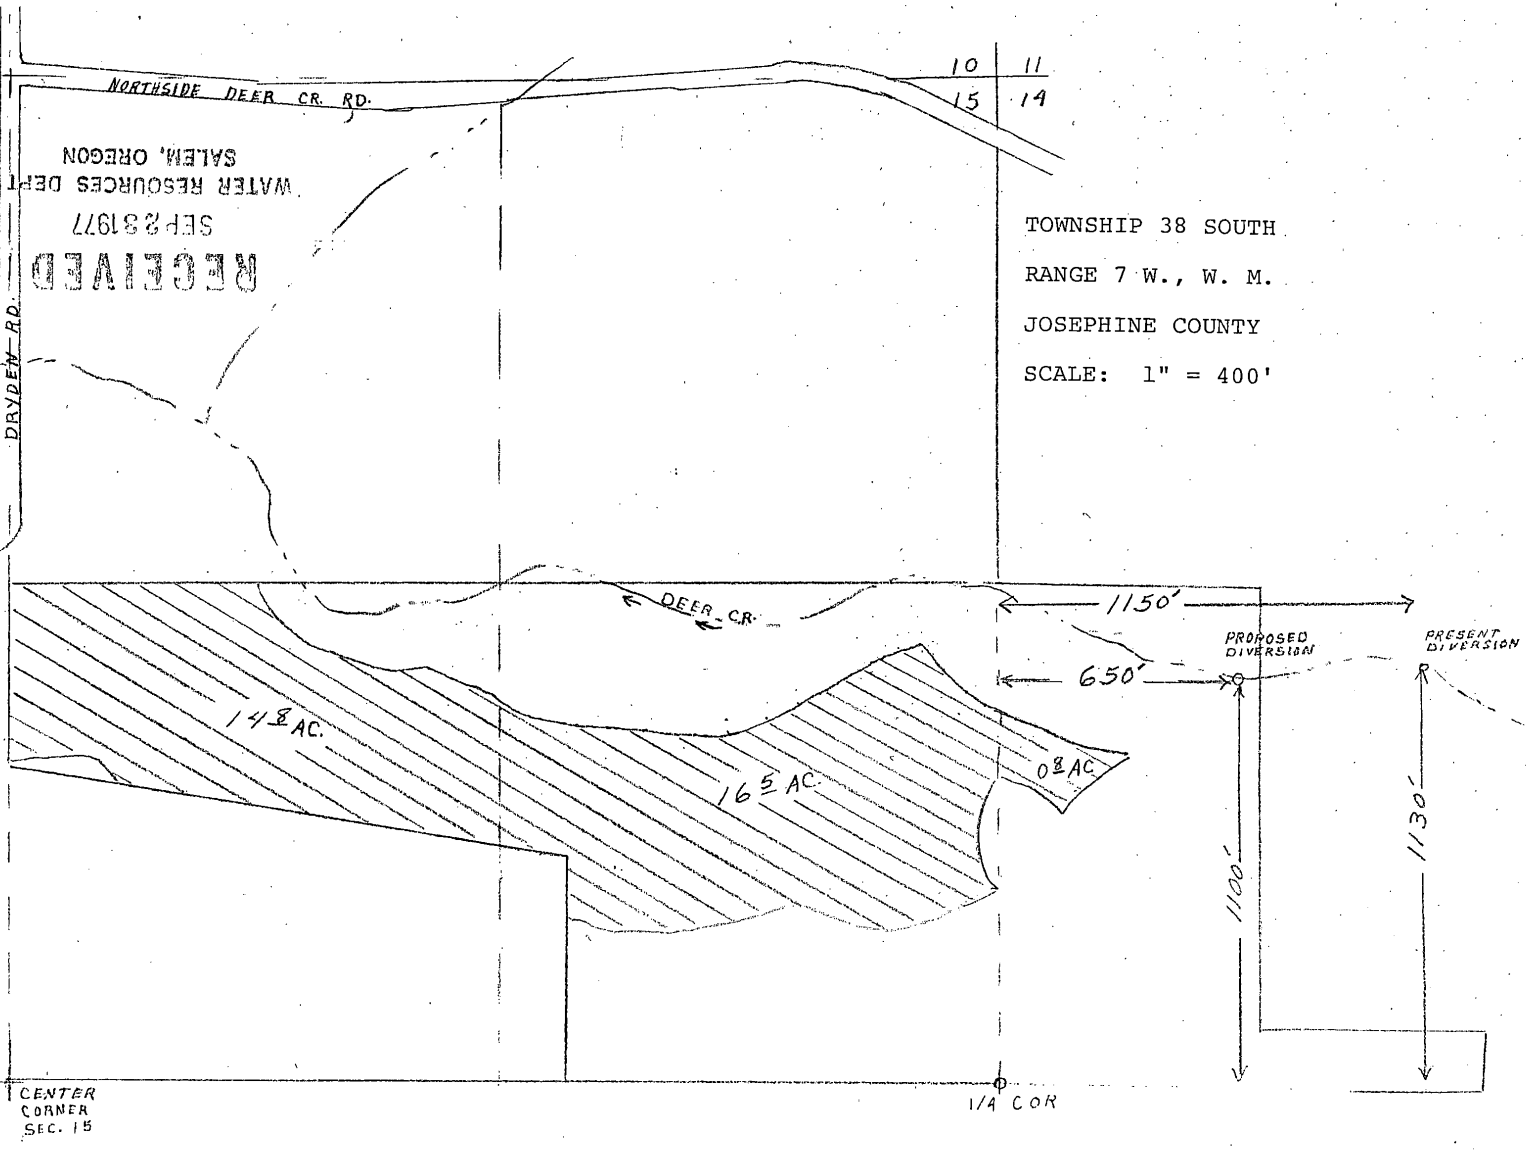 NORTHSIDE DEER CR. RD.
10 11
15 14
RECEIVED
SEP 23 1977
WATER RESOURCES DEPT
SALEM, OREGON
TOWNSHIP 38 SOUTH
RANGE 7 W., W. M.
JOSEPHINE COUNTY
SCALE: 1" = 400'
DRYDEN RD.
DEER CR.
1150'
PROPOSED
DIVERSION
PRESENT
DIVERSION
650'
14 8 AC.
16 5 AC.
0 8 AC.
1100'
1130'
CENTER
CORNER
SEC. 15
1/4 COR